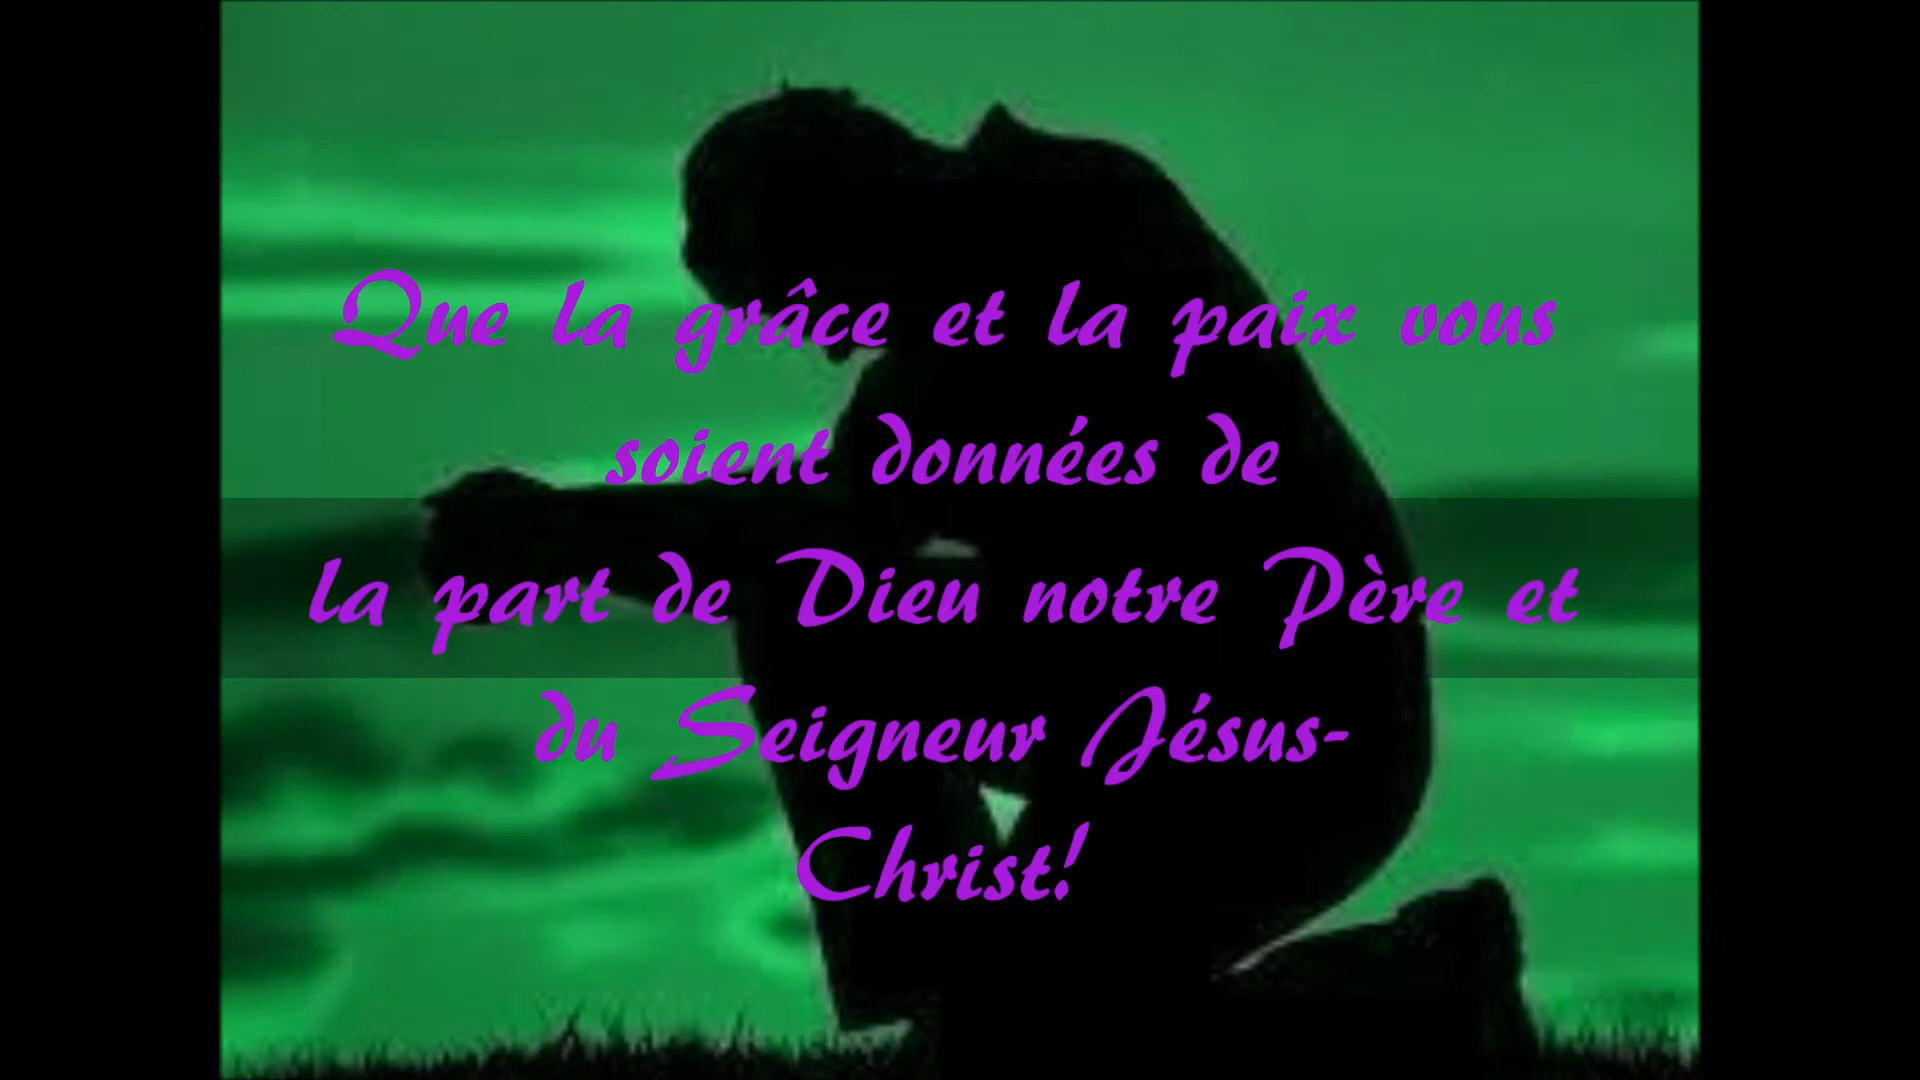 Que la grâce et la paix vous
soient données de
la part de Dieu notre Père et
du Seigneur Jésus-
Christ!